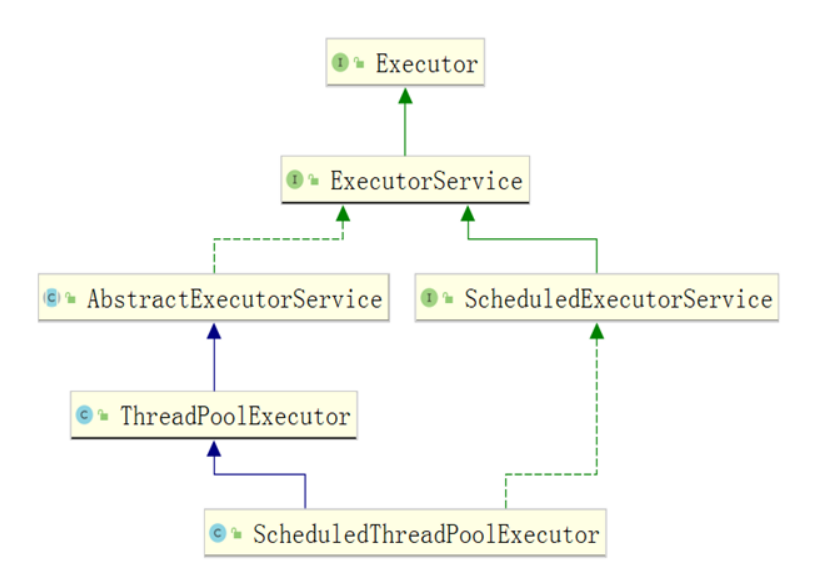 I Executor
I ExecutorService
C AbstractExecutorService
I ScheduledExecutorService
C ThreadPoolExecutor
C ScheduledThreadPoolExecutor